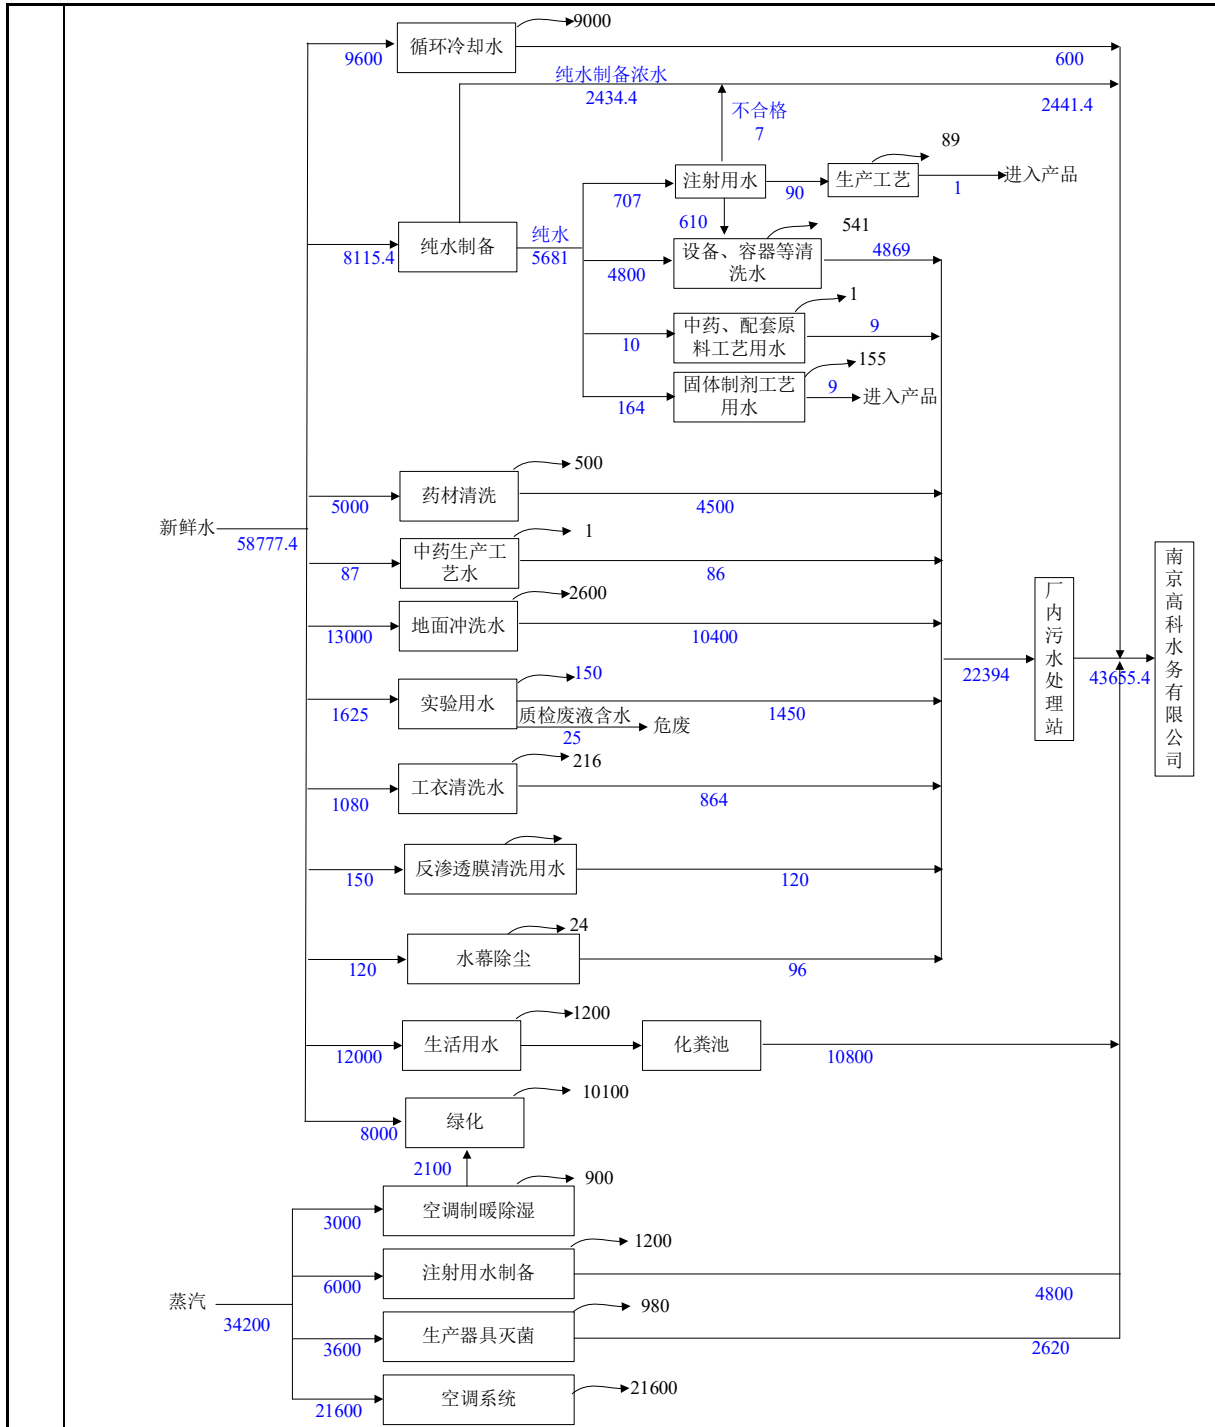 9000
循环冷却水
9600
600
纯水制备浓水
2434.4
2441.4
不合格
7
89
注射用水
生产工艺
进入产品
707
90
1
610
541
纯水制备
纯水
设备、容器等清
洗水
4869
8115.4
5681
4800
1
中药、配套原
料工艺用水
9
10
155
固体制剂工艺
用水
9
进入产品
164
500
药材清洗
5000
4500
新鲜水
58777.4
1
中药生产工
艺水
87
86
2600
地面冲洗水
13000
10400
厂内污水处理站
南京高科水务有限公司
22394
43655.4
150
实验用水
1625
1450
质检废液含水
25
危废
216
工衣清洗水
1080
864
反渗透膜清洗用水
150
120
24
水幕除尘
120
96
1200
生活用水
化粪池
12000
10800
10100
绿化
8000
2100
900
空调制暖除湿
3000
1200
注射用水制备
6000
4800
蒸汽
34200
980
生产器具灭菌
3600
2620
21600
空调系统
21600